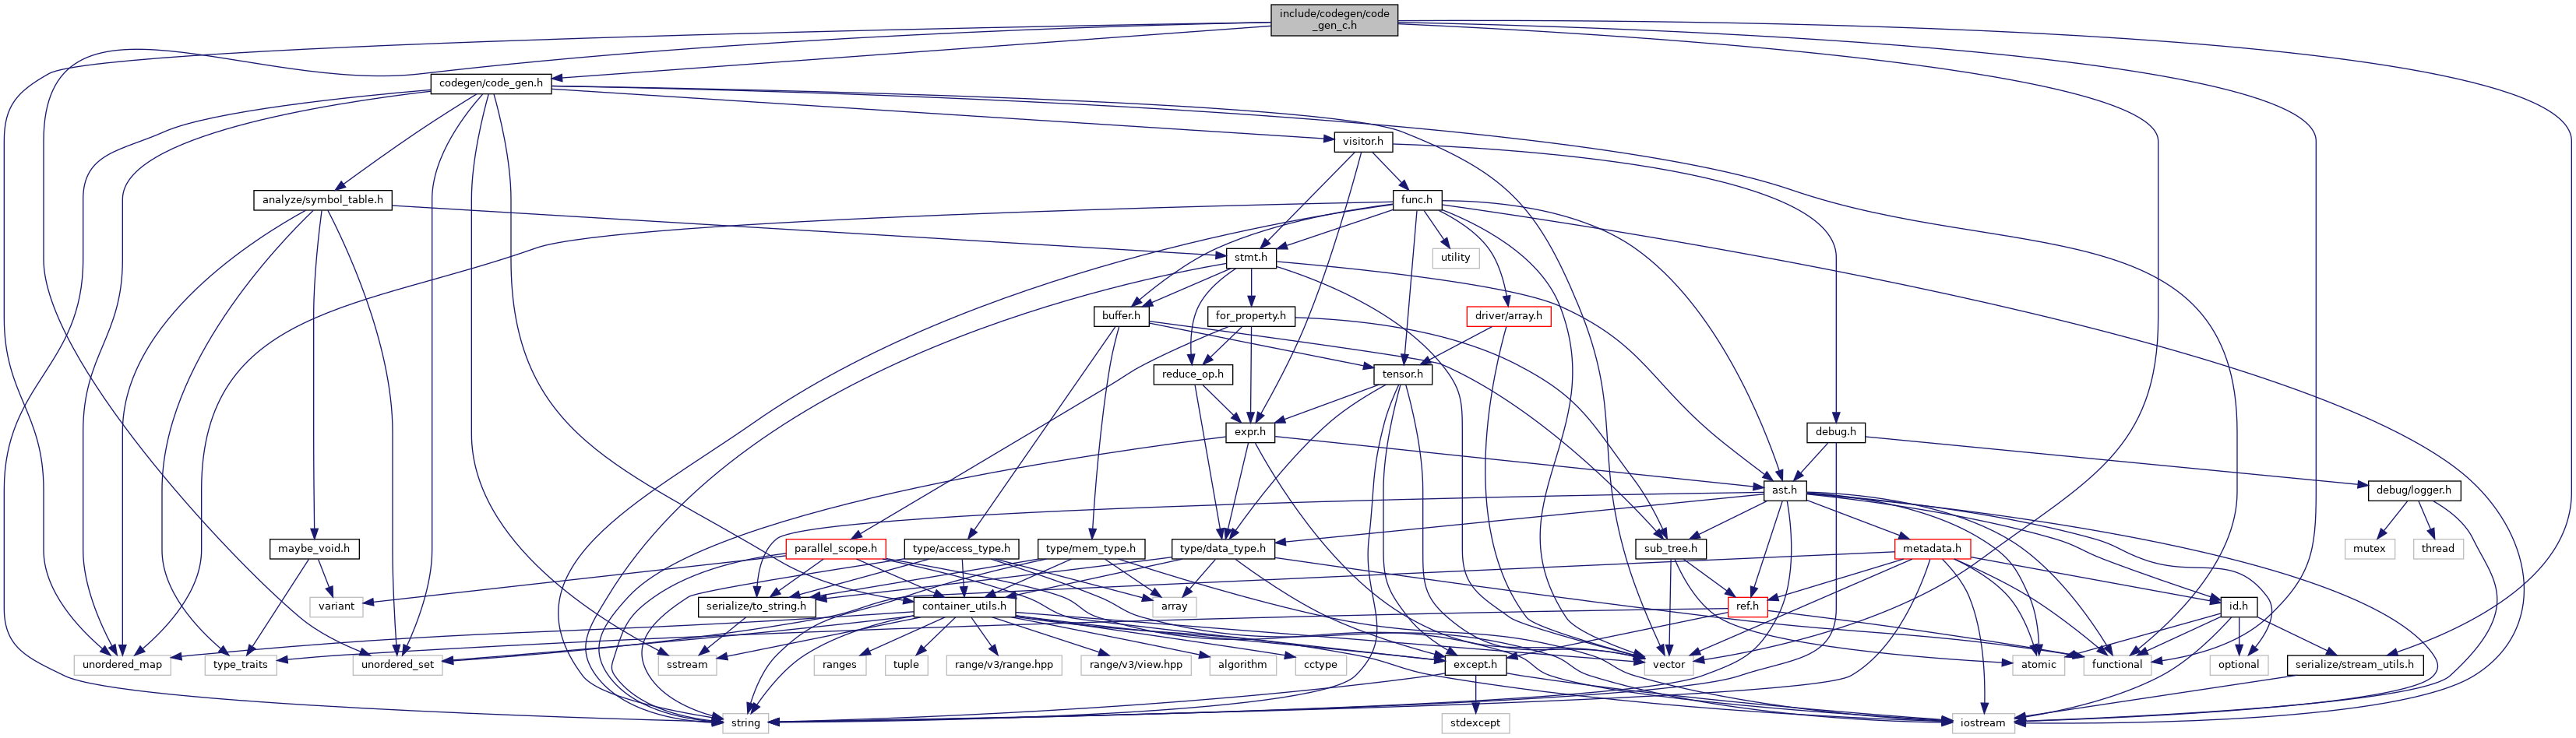 include/codegen/code
_gen_c.h
codegen/code_gen.h
visitor.h
analyze/symbol_table.h
func.h
stmt.h
utility
buffer.h
for_property.h
driver/array.h
reduce_op.h
tensor.h
expr.h
debug.h
ast.h
debug/logger.h
maybe_void.h
parallel_scope.h
type/access_type.h
type/mem_type.h
type/data_type.h
sub_tree.h
metadata.h
mutex
thread
variant
serialize/to_string.h
container_utils.h
array
ref.h
id.h
unordered_map
type_traits
unordered_set
sstream
ranges
tuple
range/v3/range.hpp
range/v3/view.hpp
algorithm
cctype
except.h
vector
atomic
functional
optional
serialize/stream_utils.h
string
stdexcept
iostream